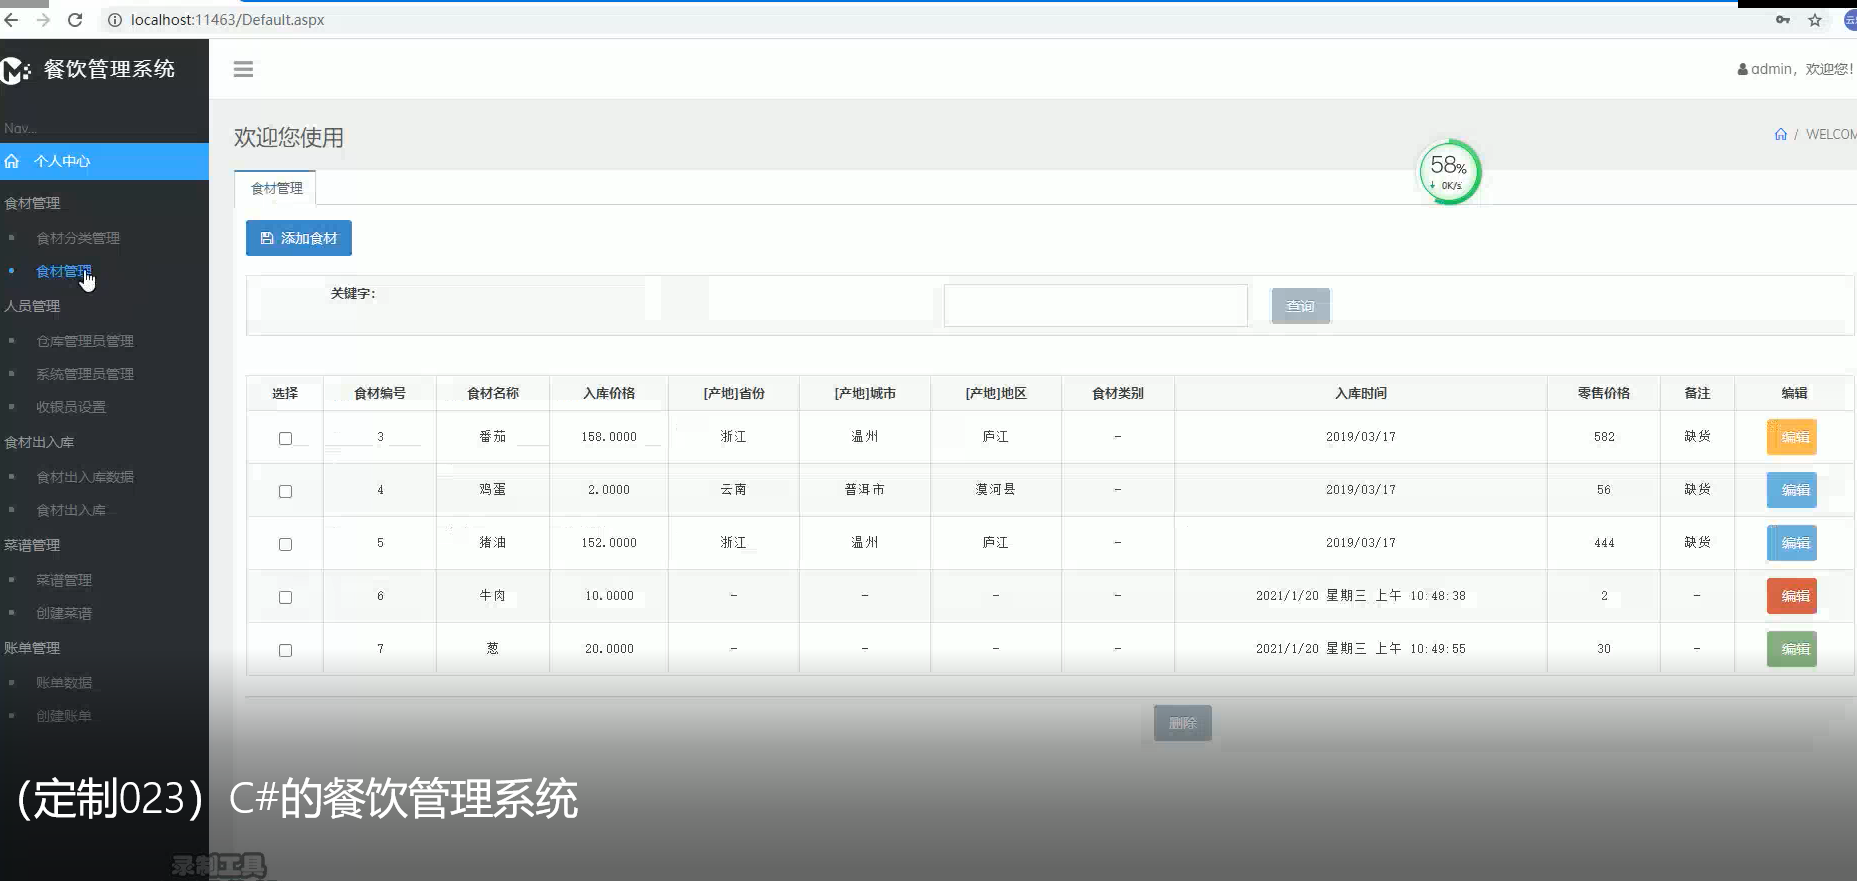 localhost:11463/Default.aspx
餐饮管理系统
admin，欢迎您!
Nav...
个人中心
食材管理
食材分类管理
食材管理
人员管理
仓库管理员管理
系统管理员管理
收银员设置
食材出入库
食材出入库数据
食材出入库
菜谱管理
菜谱管理
创建菜谱
账单管理
账单数据
创建账单
欢迎您使用
/ WELCOM
58%
↓ 0K/s
食材管理
添加食材
关键字:
查询
选择 食材编号 食材名称 入库价格 [产地]省份 [产地]城市 [产地]地区 食材类别 入库时间 零售价格 备注 编辑
3 番茄 158.0000 浙江 温州 庐江 - 2019/03/17 582 缺货 编辑
4 鸡蛋 2.0000 云南 普洱市 漠河县 - 2019/03/17 56 缺货 编辑
5 猪油 152.0000 浙江 温州 庐江 - 2019/03/17 444 缺货 编辑
6 牛肉 10.0000 - - - - 2021/1/20 星期三 上午 10:48:38 2 - 编辑
7 葱 20.0000 - - - - 2021/1/20 星期三 上午 10:49:55 30 - 编辑
删除
（定制023）C#的餐饮管理系统
录制工具